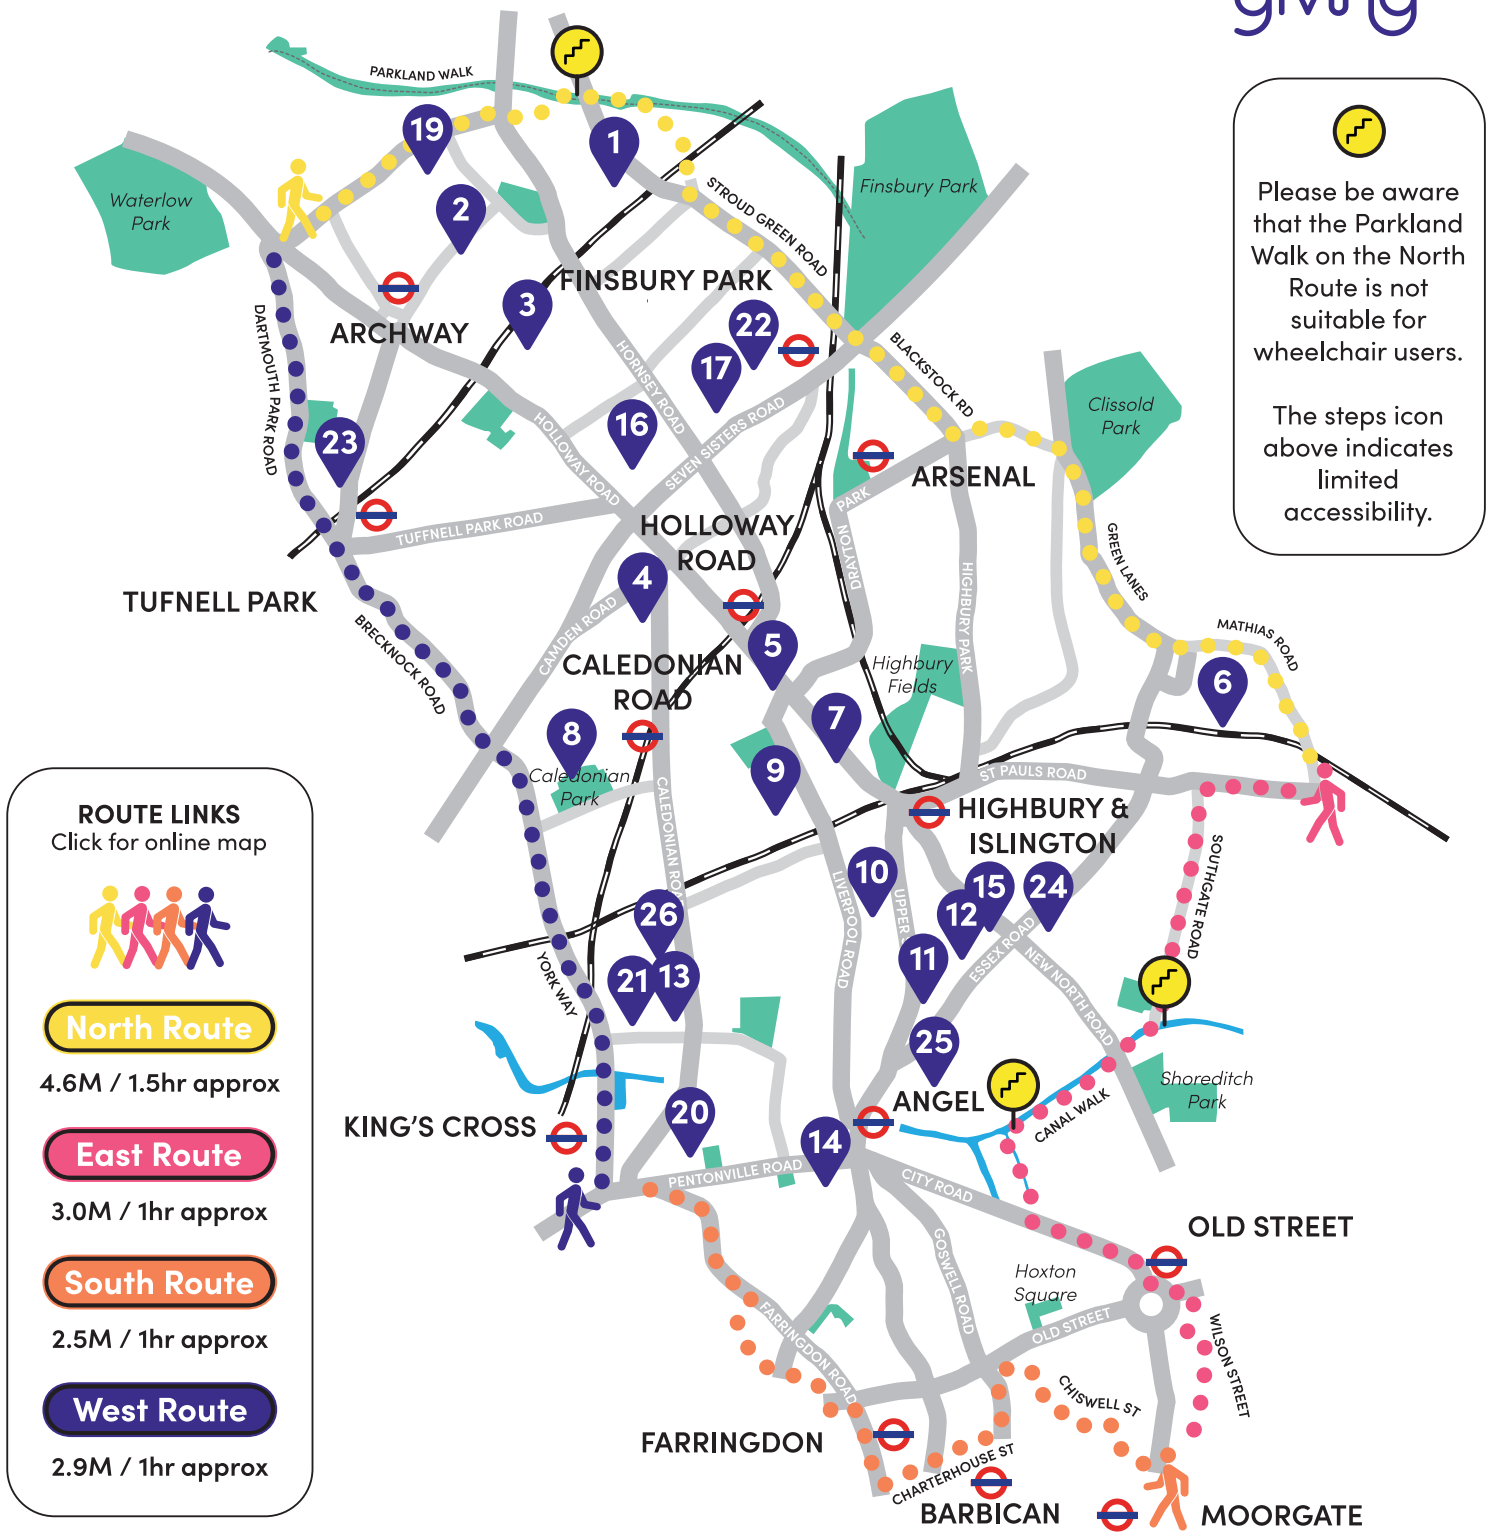 giving
PARKLAND WALK
19
1
Waterlow
Park
2
STROUD GREEN ROAD
Finsbury Park
Please be aware
that the Parkland
Walk on the North
Route is not
suitable for
wheelchair users.
The steps icon
above indicates
limited
accessibility.
FINSBURY PARK
3
ARCHWAY
22
17
DARTMOUTH PARK ROAD
HORNSEY ROAD
BLACKSTOCK RD
Clissold
Park
16
23
HOLLOWAY ROAD
SEVEN SISTERS ROAD
ARSENAL
PARK
DRAYTON
TUFFNELL PARK ROAD
HOLLOWAY
ROAD
GREEN LANES
HIGHBURY PARK
4
TUFNELL PARK
CAMDEN ROAD
BRECKNOCK ROAD
5
MATHIAS ROAD
CALEDONIAN
ROAD
Highbury
Fields
6
7
8
Caledonian
Park
9
CALEDONIAN ROAD
ST PAULS ROAD
HIGHBURY &
ISLINGTON
SOUTHGATE ROAD
ROUTE LINKS
Click for online map
North Route
4.6M / 1.5hr approx
East Route
3.0M / 1hr approx
South Route
2.5M / 1hr approx
West Route
2.9M / 1hr approx
10
15
24
12
26
LIVERPOOL ROAD
UPPER
11
ESSEX ROAD
NEW NORTH ROAD
21
13
YORK WAY
25
ANGEL
CANAL WALK
Shoreditch
Park
KING'S CROSS
20
14
PENTONVILLE ROAD
CITY ROAD
OLD STREET
GOSWELL ROAD
Hoxton
Square
OLD STREET
FARRINGDON ROAD
WILSON STREET
CHISWELL ST
FARRINGDON
CHARTERHOUSE ST
BARBICAN
MOORGATE